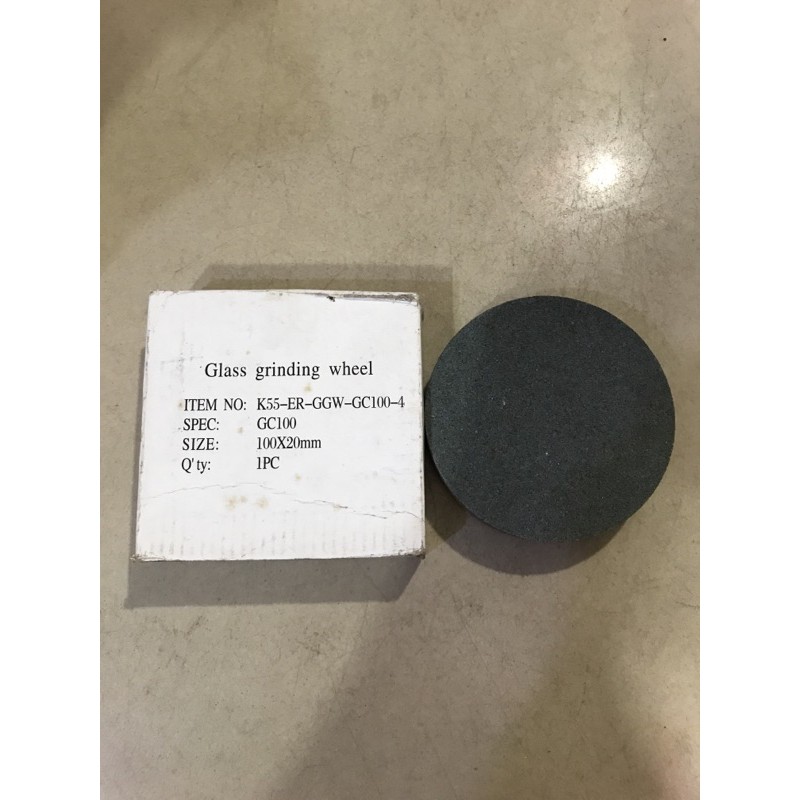 Glass grinding wheel
ITEM NO: K55-ER-GGW-GC100-4
SPEC: GC100
SIZE: 100X20mm
Q'ty: 1PC